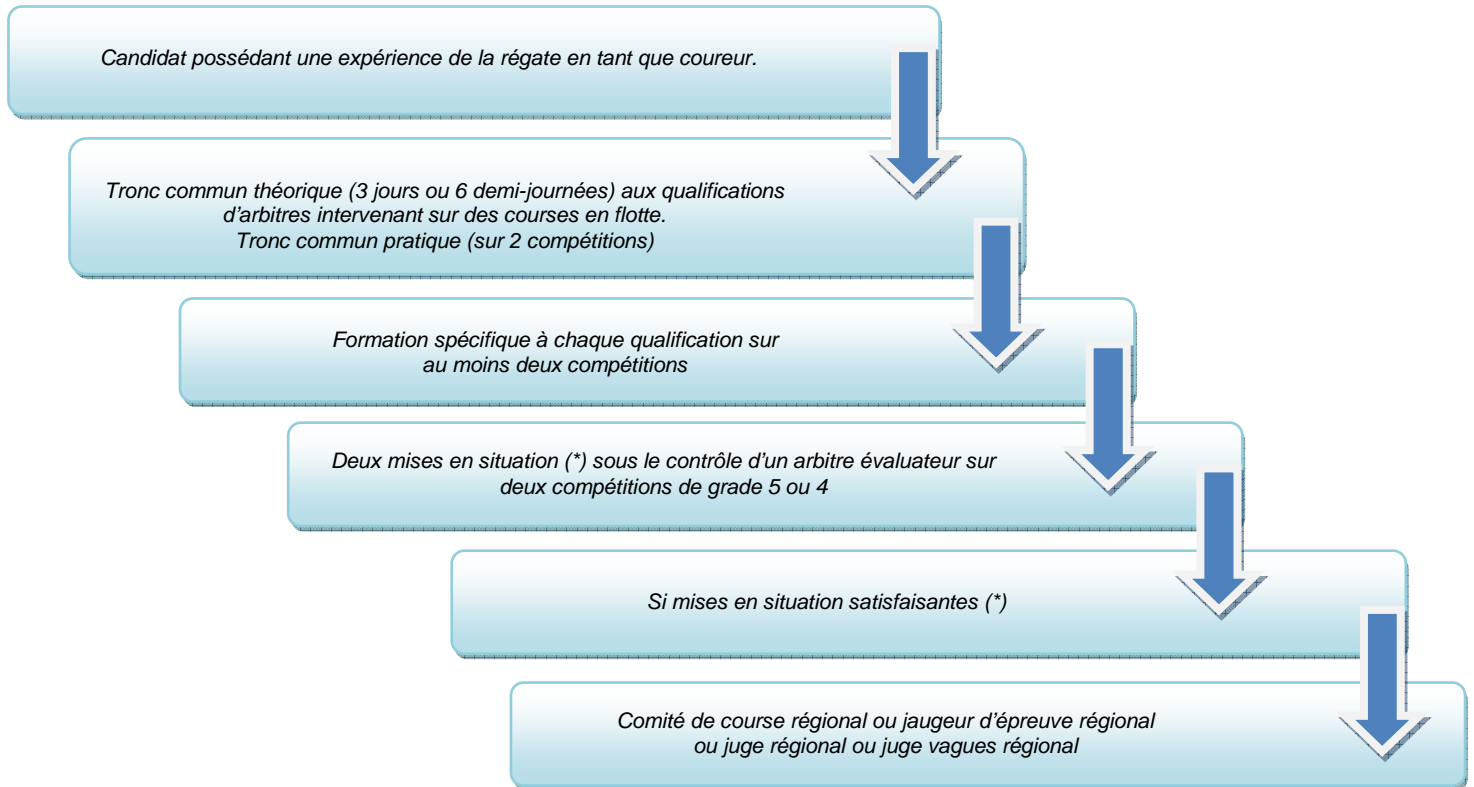 Candidat possédant une expérience de la régate en tant que coureur.
Tronc commun théorique (3 jours ou 6 demi-journées) aux qualifications
d'arbitres intervenant sur des courses en flotte.
Tronc commun pratique (sur 2 compétitions)
Formation spécifique à chaque qualification sur
au moins deux compétitions
Deux mises en situation (*) sous le contrôle d'un arbitre évaluateur sur
deux compétitions de grade 5 ou 4
Si mises en situation satisfaisantes (*)
Comité de course régional ou jaugeur d'épreuve régional
ou juge régional ou juge vagues régional